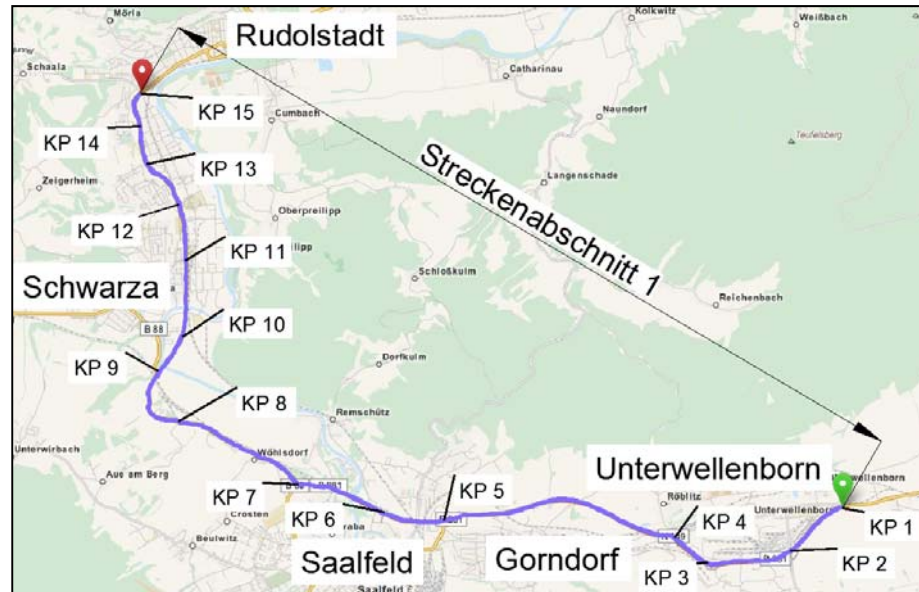 Mörla
Kolkwitz
Weißbach
Rudolstadt
Schaala
Catharinau
KP 15
Cumbach
Naundorf
KP 14
Teufelsberg
KP 13
Streckenabschnitt 1
Langenschade
Zeigerheim
KP 12
Oberpreilipp
KP 11
Schloßkulm
Schwarza
Reichenbach
B 88
KP 10
Dorfkulm
KP 9
KP 8
Remschütz
Unterwirbach
Wöhlsdorf
Aue am Berg
Unterwellenborn
KP 7
KP 5
Röblitz
Unterwellenborn
KP 6
KP 4
KP 1
Crösten
Beulwitz
Saalfeld
Gorndorf
KP 3
KP 2
Saalfeld